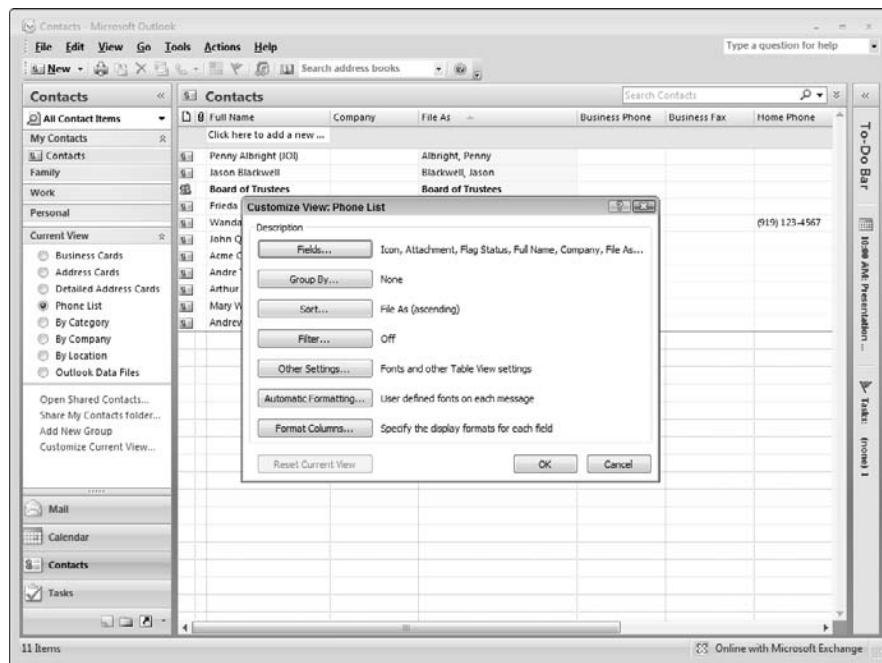 Contacts - Microsoft Outlook
File Edit View Go Tools Actions Help
Type a question for help
New
Search address books
Contacts
All Contact Items
My Contacts
Contacts
Family
Work
Personal
Current View
Business Cards
Address Cards
Detailed Address Cards
Phone List
By Category
By Company
By Location
Outlook Data Files
Open Shared Contacts...
Share My Contacts folder...
Add New Group
Customize Current View...
Mail
Calendar
Contacts
Tasks
Contacts
Search Contacts
Full Name Company File As Business Phone Business Fax Home Phone
Click here to add a new ...
Penny Albright (JOI) Albright, Penny
Jason Blackwell Blackwell, Jason
Board of Trustees Board of Trustees
Frieda
Wanda (919) 123-4567
John Q
Acme C
Andre
Arthur
Mary W
Andrew
Customize View: Phone List
Description
Fields... Icon, Attachment, Flag Status, Full Name, Company, File As...
Group By... None
Sort... File As (ascending)
Filter... Off
Other Settings... Fonts and other Table View settings
Automatic Formatting... User defined fonts on each message
Format Columns... Specify the display formats for each field
Reset Current View OK Cancel
To-Do Bar
10:00 AM: Presentation ...
Tasks: (none) 1
11 Items
Online with Microsoft Exchange